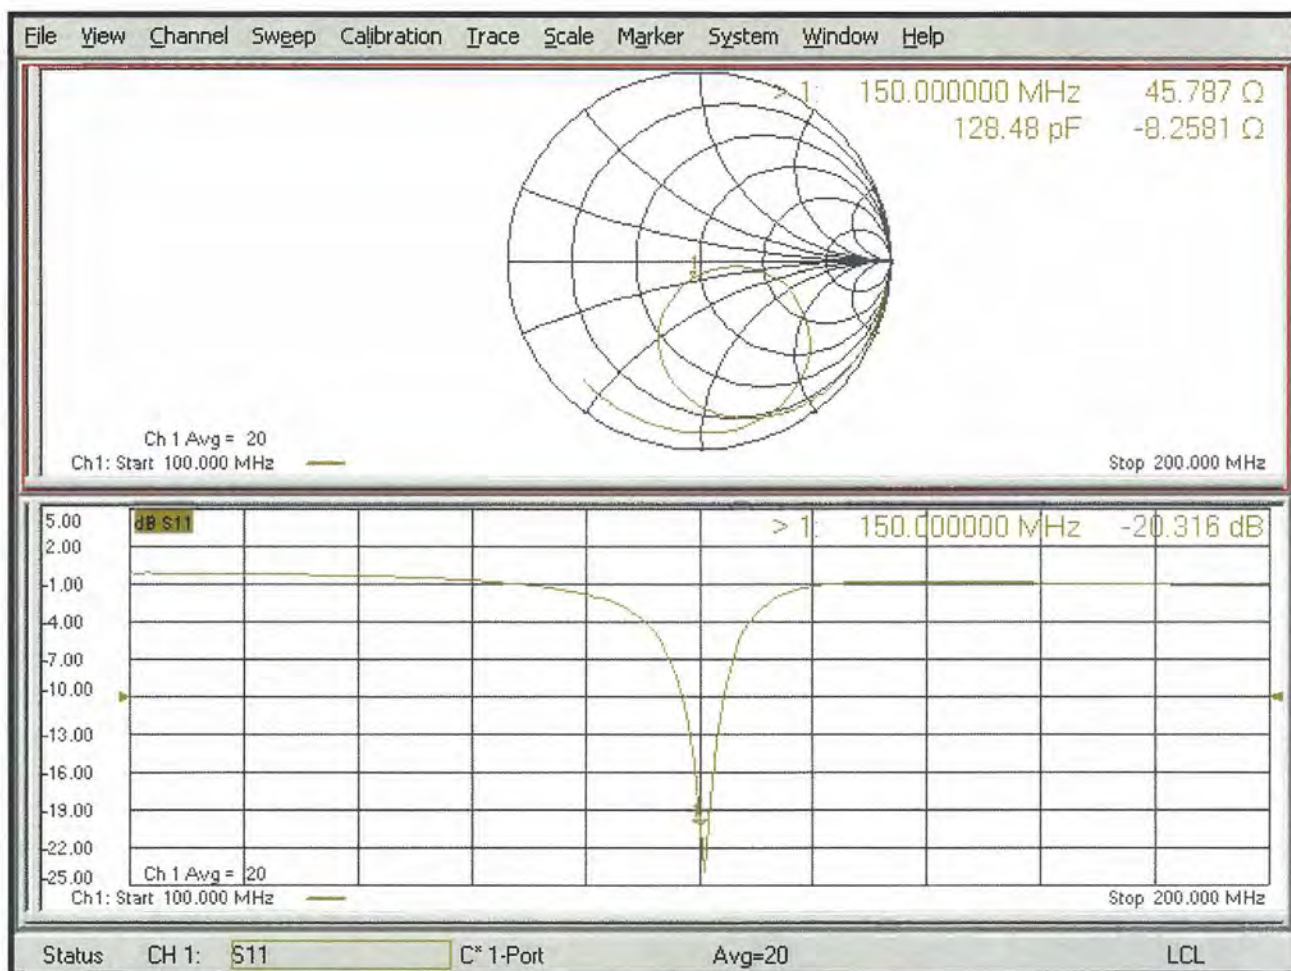 File View Channel Sweep Calibration Trace Scale Marker System Window Help
> 1: 150.000000 MHz 45.787 Ω
128.48 pF -8.2581 Ω
Ch 1 Avg = 20
Ch1: Start 100.000 MHz Stop 200.000 MHz
5.00
dB S11
> 1: 150.000000 MHz -20.316 dB
2.00
-1.00
-4.00
-7.00
-10.00
-13.00
-16.00
-19.00
-22.00
-25.00
Ch 1 Avg = 20
Ch1: Start 100.000 MHz Stop 200.000 MHz
Status CH 1: S11 C* 1-Port Avg=20 LCL